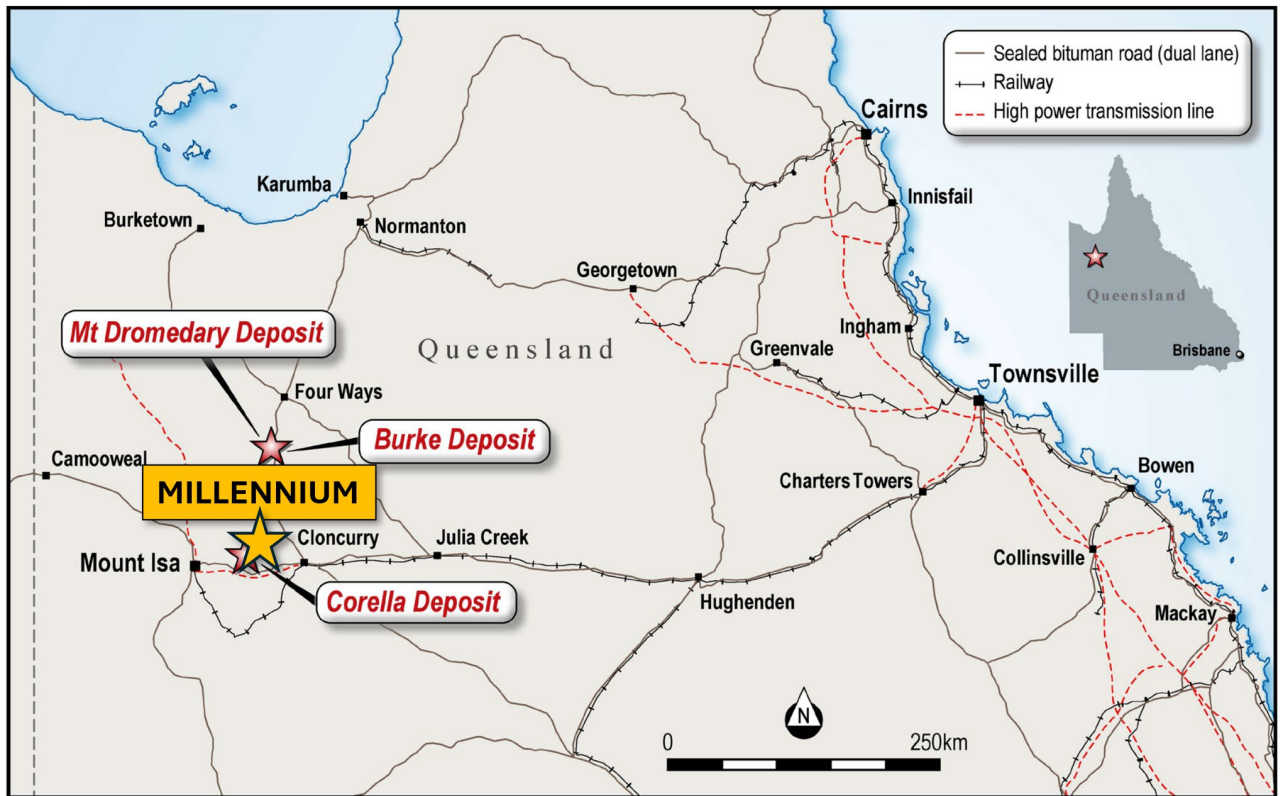 Sealed bituman road (dual lane)
Railway
High power transmission line
Cairns
Karumba
Innisfail
Burketown
Normanton
Georgetown
Queensland
Brisbane
Mt Dromedary Deposit
Queensland
Ingham
Greenvale
Townsville
Four Ways
Burke Deposit
Camooweal
Bowen
MILLENNIUM
Charters Towers
Cloncurry
Julia Creek
Collinsville
Mount Isa
Corella Deposit
Hughenden
Mackay
N
0
250km